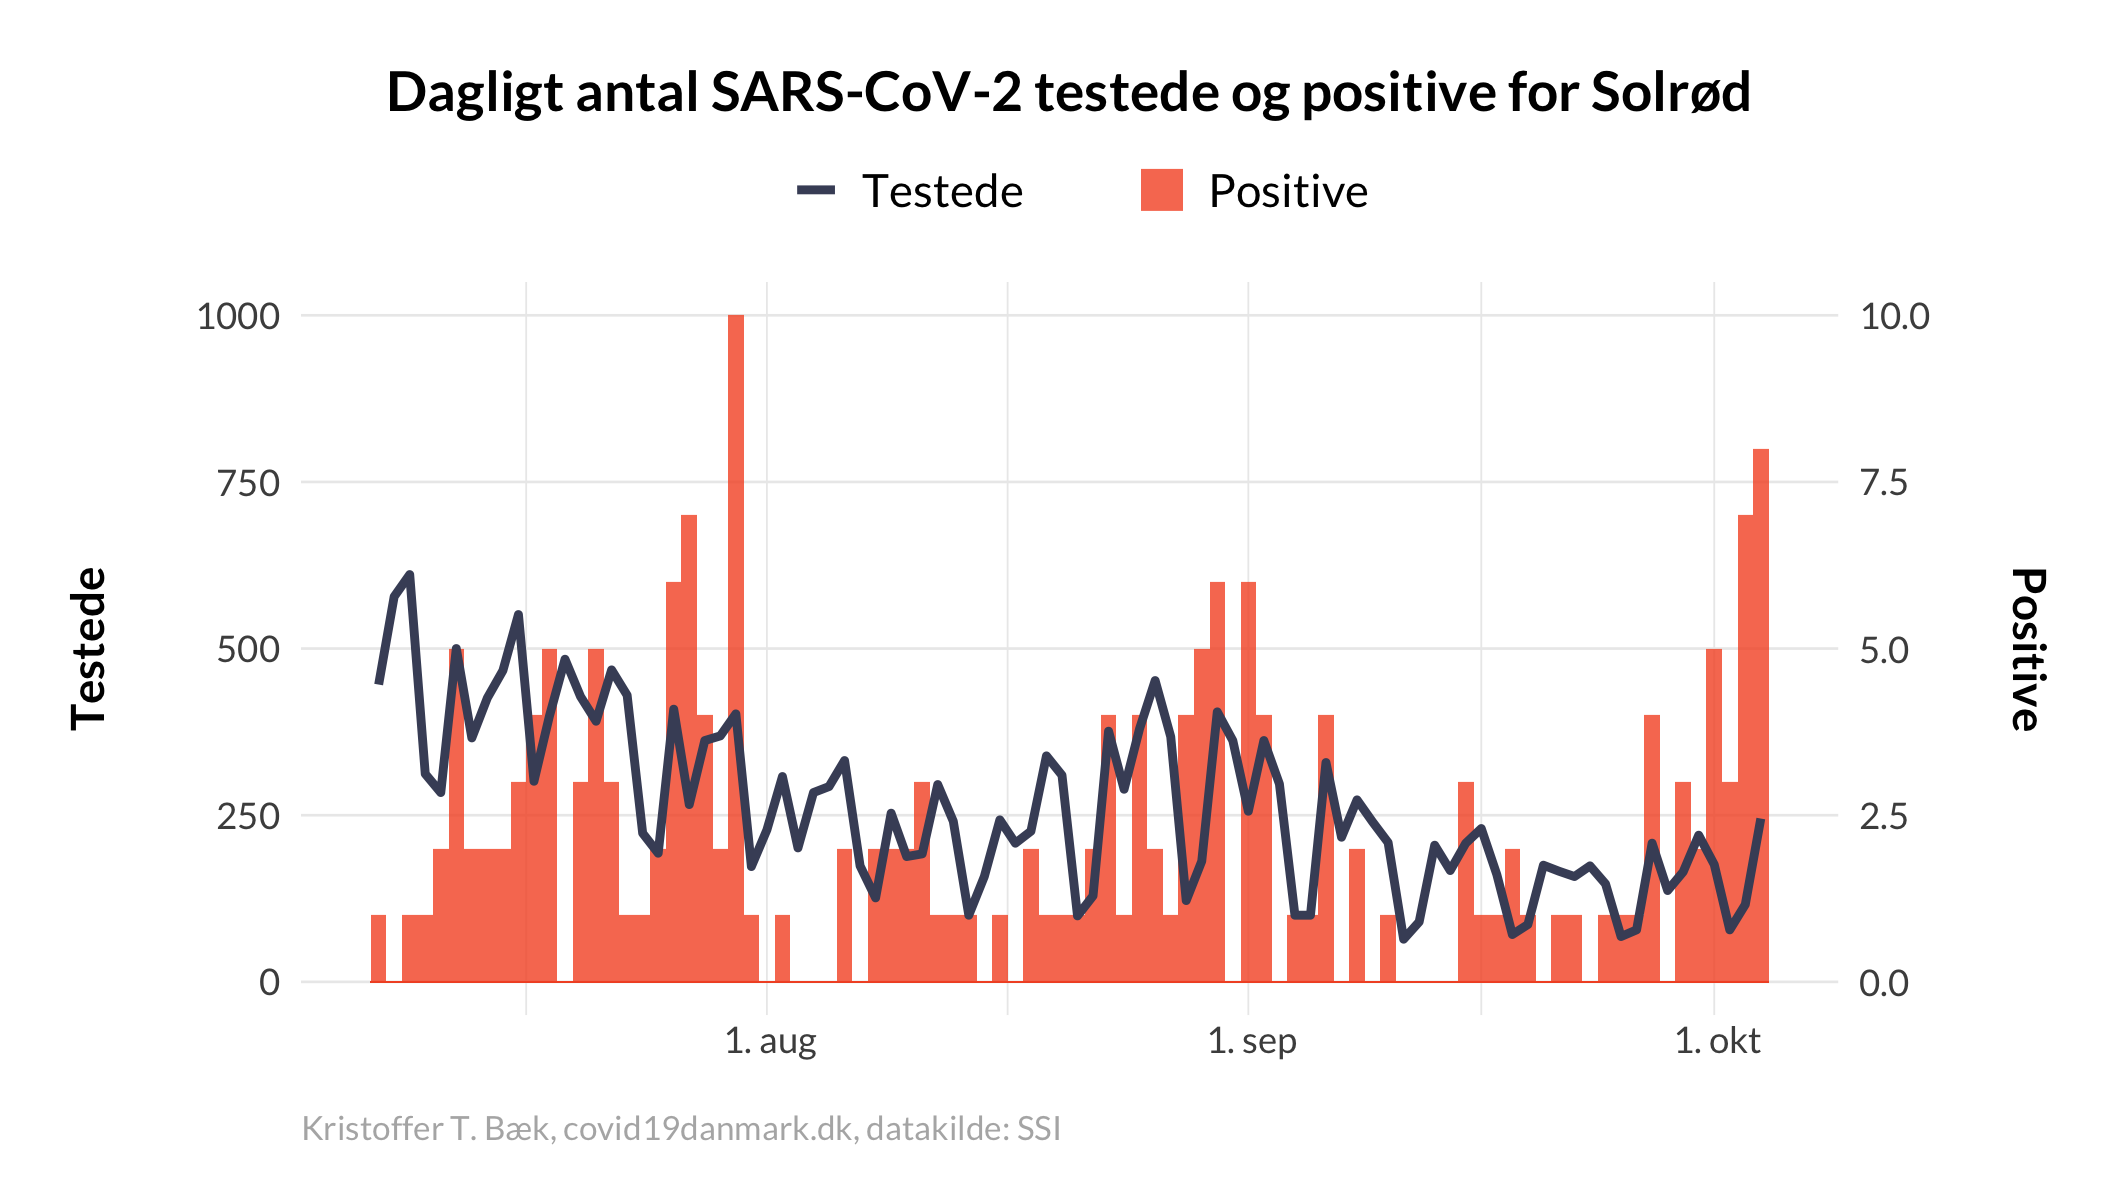 Dagligt antal SARS-CoV-2 testede og positive for Solrød
Testede Positive
1000 10.0
750 7.5
500 5.0
250 2.5
0 0.0
Testede
Positive
1. aug 1. sep 1. okt
Kristoffer T. Bæk, covid19danmark.dk, datakilde: SSI